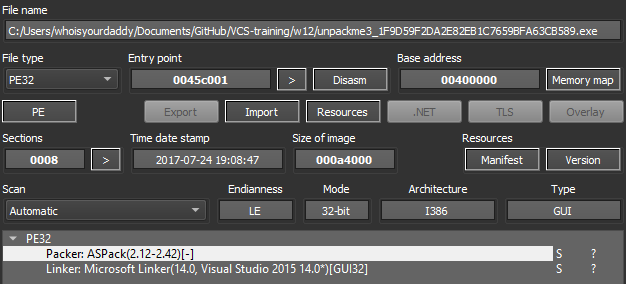 File name
C:/Users/whoisyourdaddy/Documents/GitHub/VCS-training/w12/unpackme3_1F9D59F2DA2E82EB1C7659BFA63CB589.exe
File type Entry point Base address
PE32 0045c001 > Disasm 00400000 Memory map
PE Export Import Resources .NET TLS Overlay
Sections Time date stamp Size of image Resources
0008 > 2017-07-24 19:08:47 000a4000 Manifest Version
Scan Endianness Mode Architecture Type
Automatic LE 32-bit I386 GUI
PE32
Packer: ASPack(2.12-2.42)[-] S ?
Linker: Microsoft Linker(14.0, Visual Studio 2015 14.0*)[GUI32] S ?